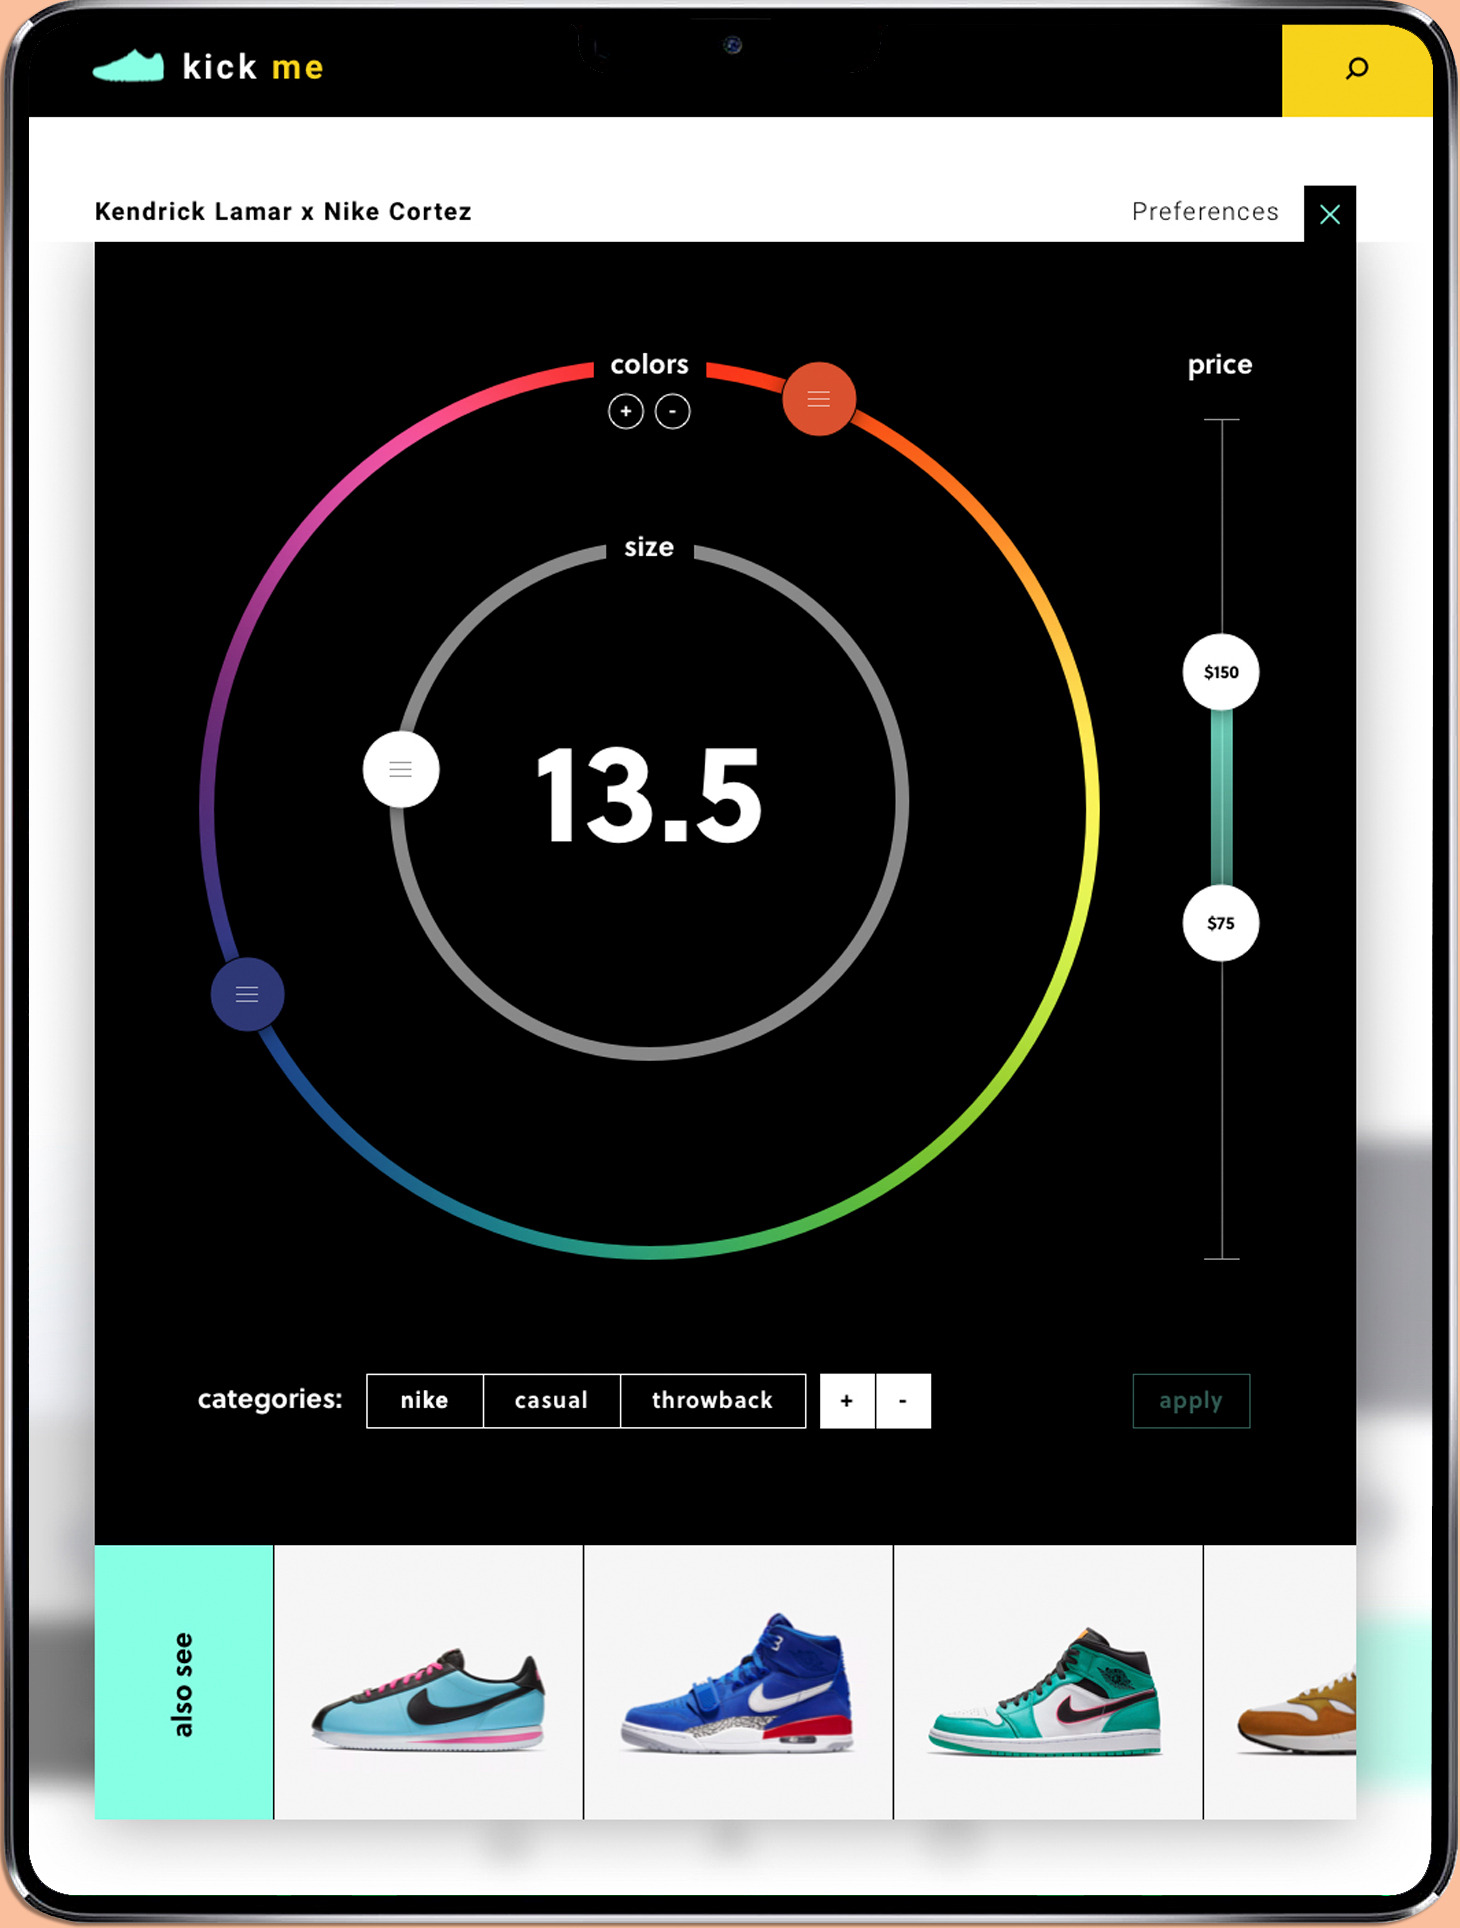 kick me
Kendrick Lamar x Nike Cortez
Preferences
colors
+ -
price
size
$150
13.5
$75
categories:
nike
casual
throwback
+
-
apply
also see